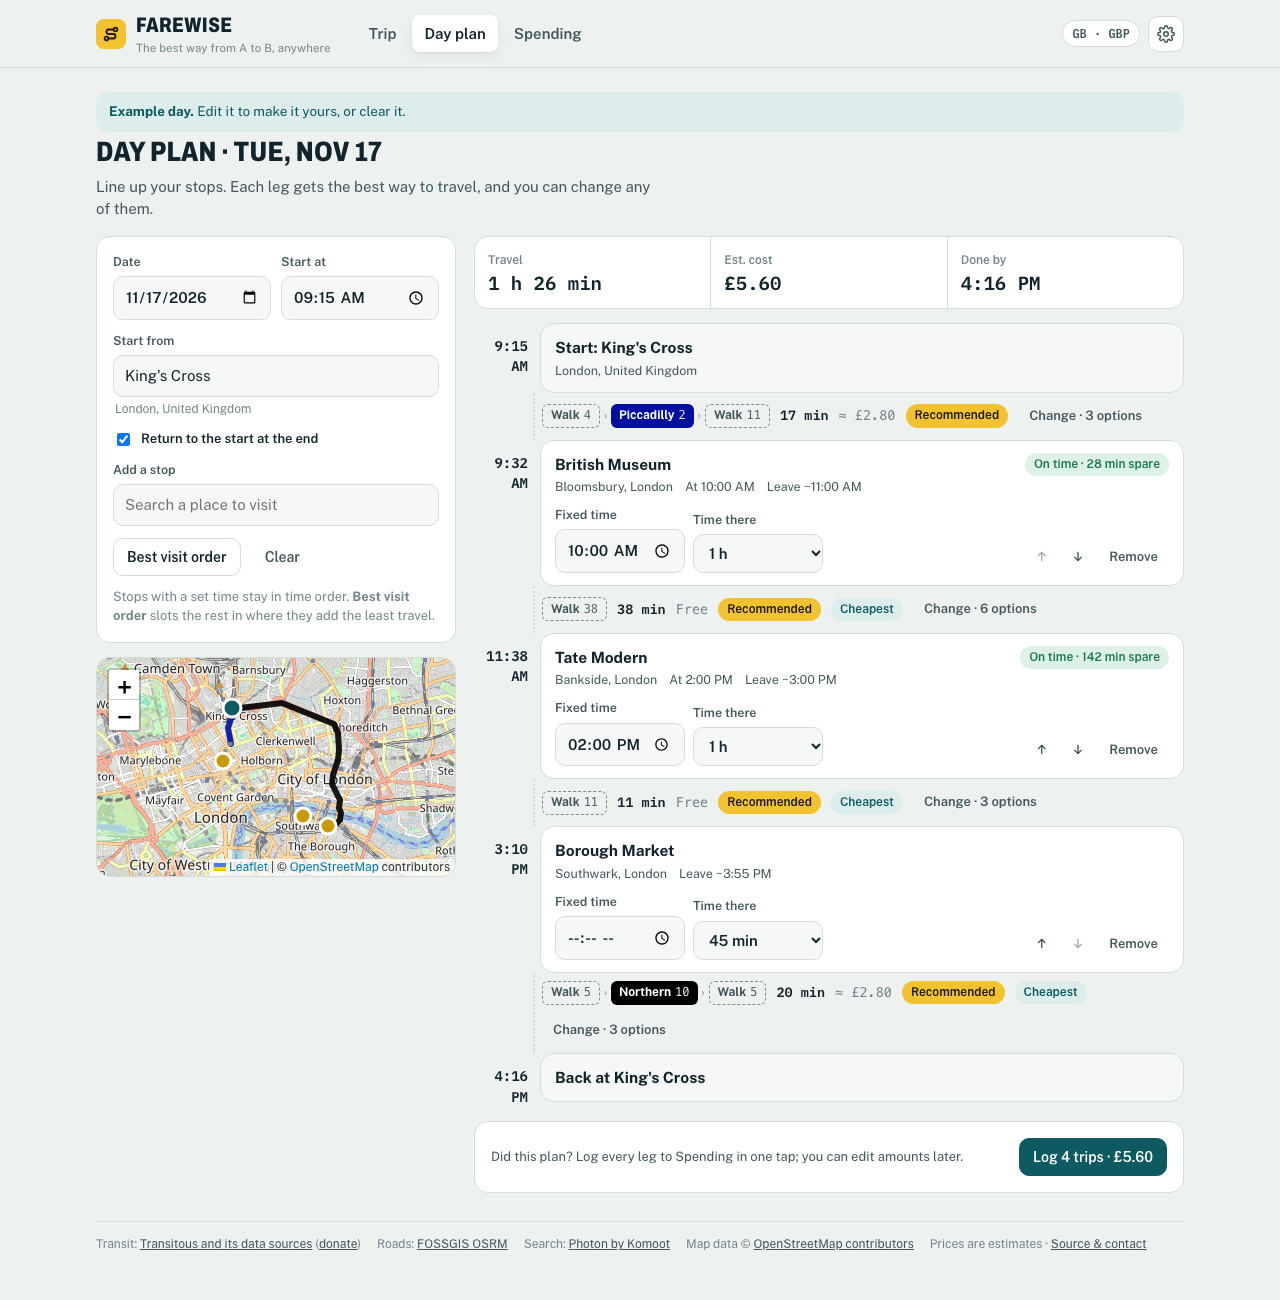 FAREWISE
The best way from A to B, anywhere
Trip
Day plan
Spending
GB · GBP
Example day. Edit it to make it yours, or clear it.
DAY PLAN · TUE, NOV 17
Line up your stops. Each leg gets the best way to travel, and you can change any
of them.
Date
Start at
11/17/2026
09:15 AM
Start from
King's Cross
London, United Kingdom
Return to the start at the end
Add a stop
Search a place to visit
Best visit order
Clear
Stops with a set time stay in time order. Best visit
order slots the rest in where they add the least travel.
+
−
Camden Town
Barnsbury
Haggerston
Hoxton
Bethnal Gre
Clerkenwell
Marylebone
Holborn
ton
Ste
City of London
Mayfair
Covent Garden
Shadw
London
The Borough
City of Westi
Leaflet | © OpenStreetMap contributors
Travel
1 h 26 min
Est. cost
£5.60
Done by
4:16 PM
9:15
AM
Start: King's Cross
London, United Kingdom
Walk 4 › Piccadilly 2 › Walk 11 17 min ≈ £2.80 Recommended Change · 3 options
9:32
AM
British Museum
On time · 28 min spare
Bloomsbury, London At 10:00 AM Leave ~11:00 AM
Fixed time
Time there
10:00 AM
1 h
↑ ↓ Remove
Walk 38 38 min Free Recommended Cheapest Change · 6 options
11:38
AM
Tate Modern
On time · 142 min spare
Bankside, London At 2:00 PM Leave ~3:00 PM
Fixed time
Time there
02:00 PM
1 h
↑ ↓ Remove
Walk 11 11 min Free Recommended Cheapest Change · 3 options
3:10
PM
Borough Market
Southwark, London Leave ~3:55 PM
Fixed time
Time there
--:-- --
45 min
↑ ↓ Remove
Walk 5 › Northern 10 › Walk 5 20 min ≈ £2.80 Recommended Cheapest
Change · 3 options
4:16
PM
Back at King's Cross
Did this plan? Log every leg to Spending in one tap; you can edit amounts later.
Log 4 trips · £5.60
Transit: Transitous and its data sources (donate)
Roads: FOSSGIS OSRM
Search: Photon by Komoot
Map data © OpenStreetMap contributors
Prices are estimates · Source & contact